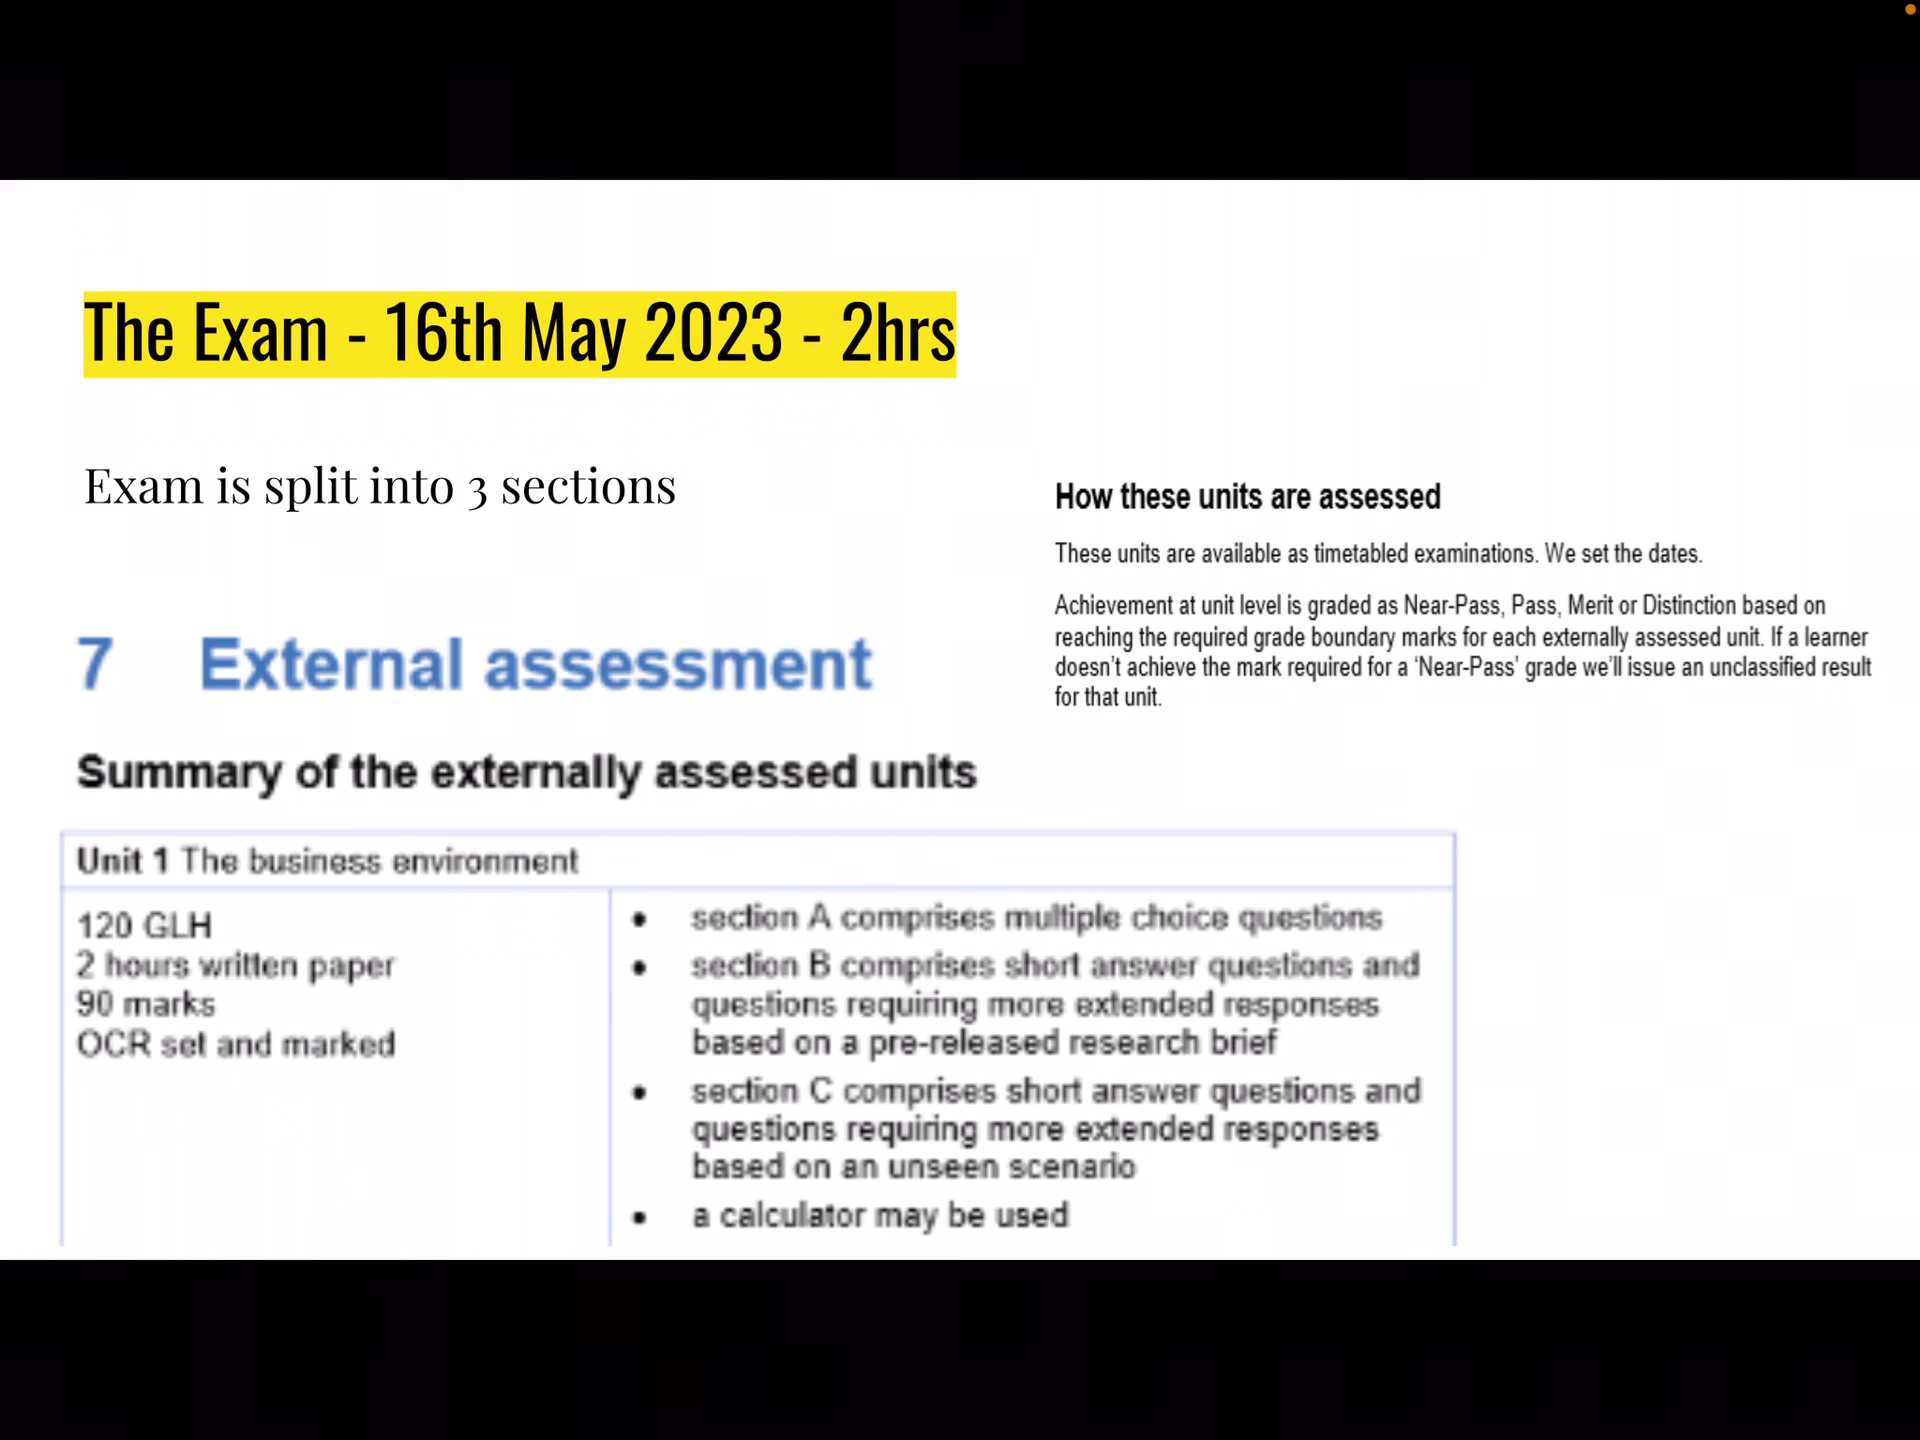 The Exam - 16th May 2023 - 2hrs
Exam is split into 3 sections
7 External assessment
Summary of the externally assessed units
Unit 1 The business environment
120 GLH
2 hours written paper
90 marks
OCR set and marked
• section A comprises multiple choice questions
• section B comprises short answer questions and
questions requiring more extended responses
based on a pre-released research brief
• section C comprises short answer questions and
questions requiring more extended responses
based on an unseen scenario
• a calculator may be used
How these units are assessed
These units are available as timetabled examinations. We set the dates.
Achievement at unit level is graded as Near-Pass, Pass, Merit or Distinction based on
reaching the required grade boundary marks for each externally assessed unit. If a learner
doesn't achieve the mark required for a 'Near-Pass' grade we'll issue an unclassified result
for that unit.